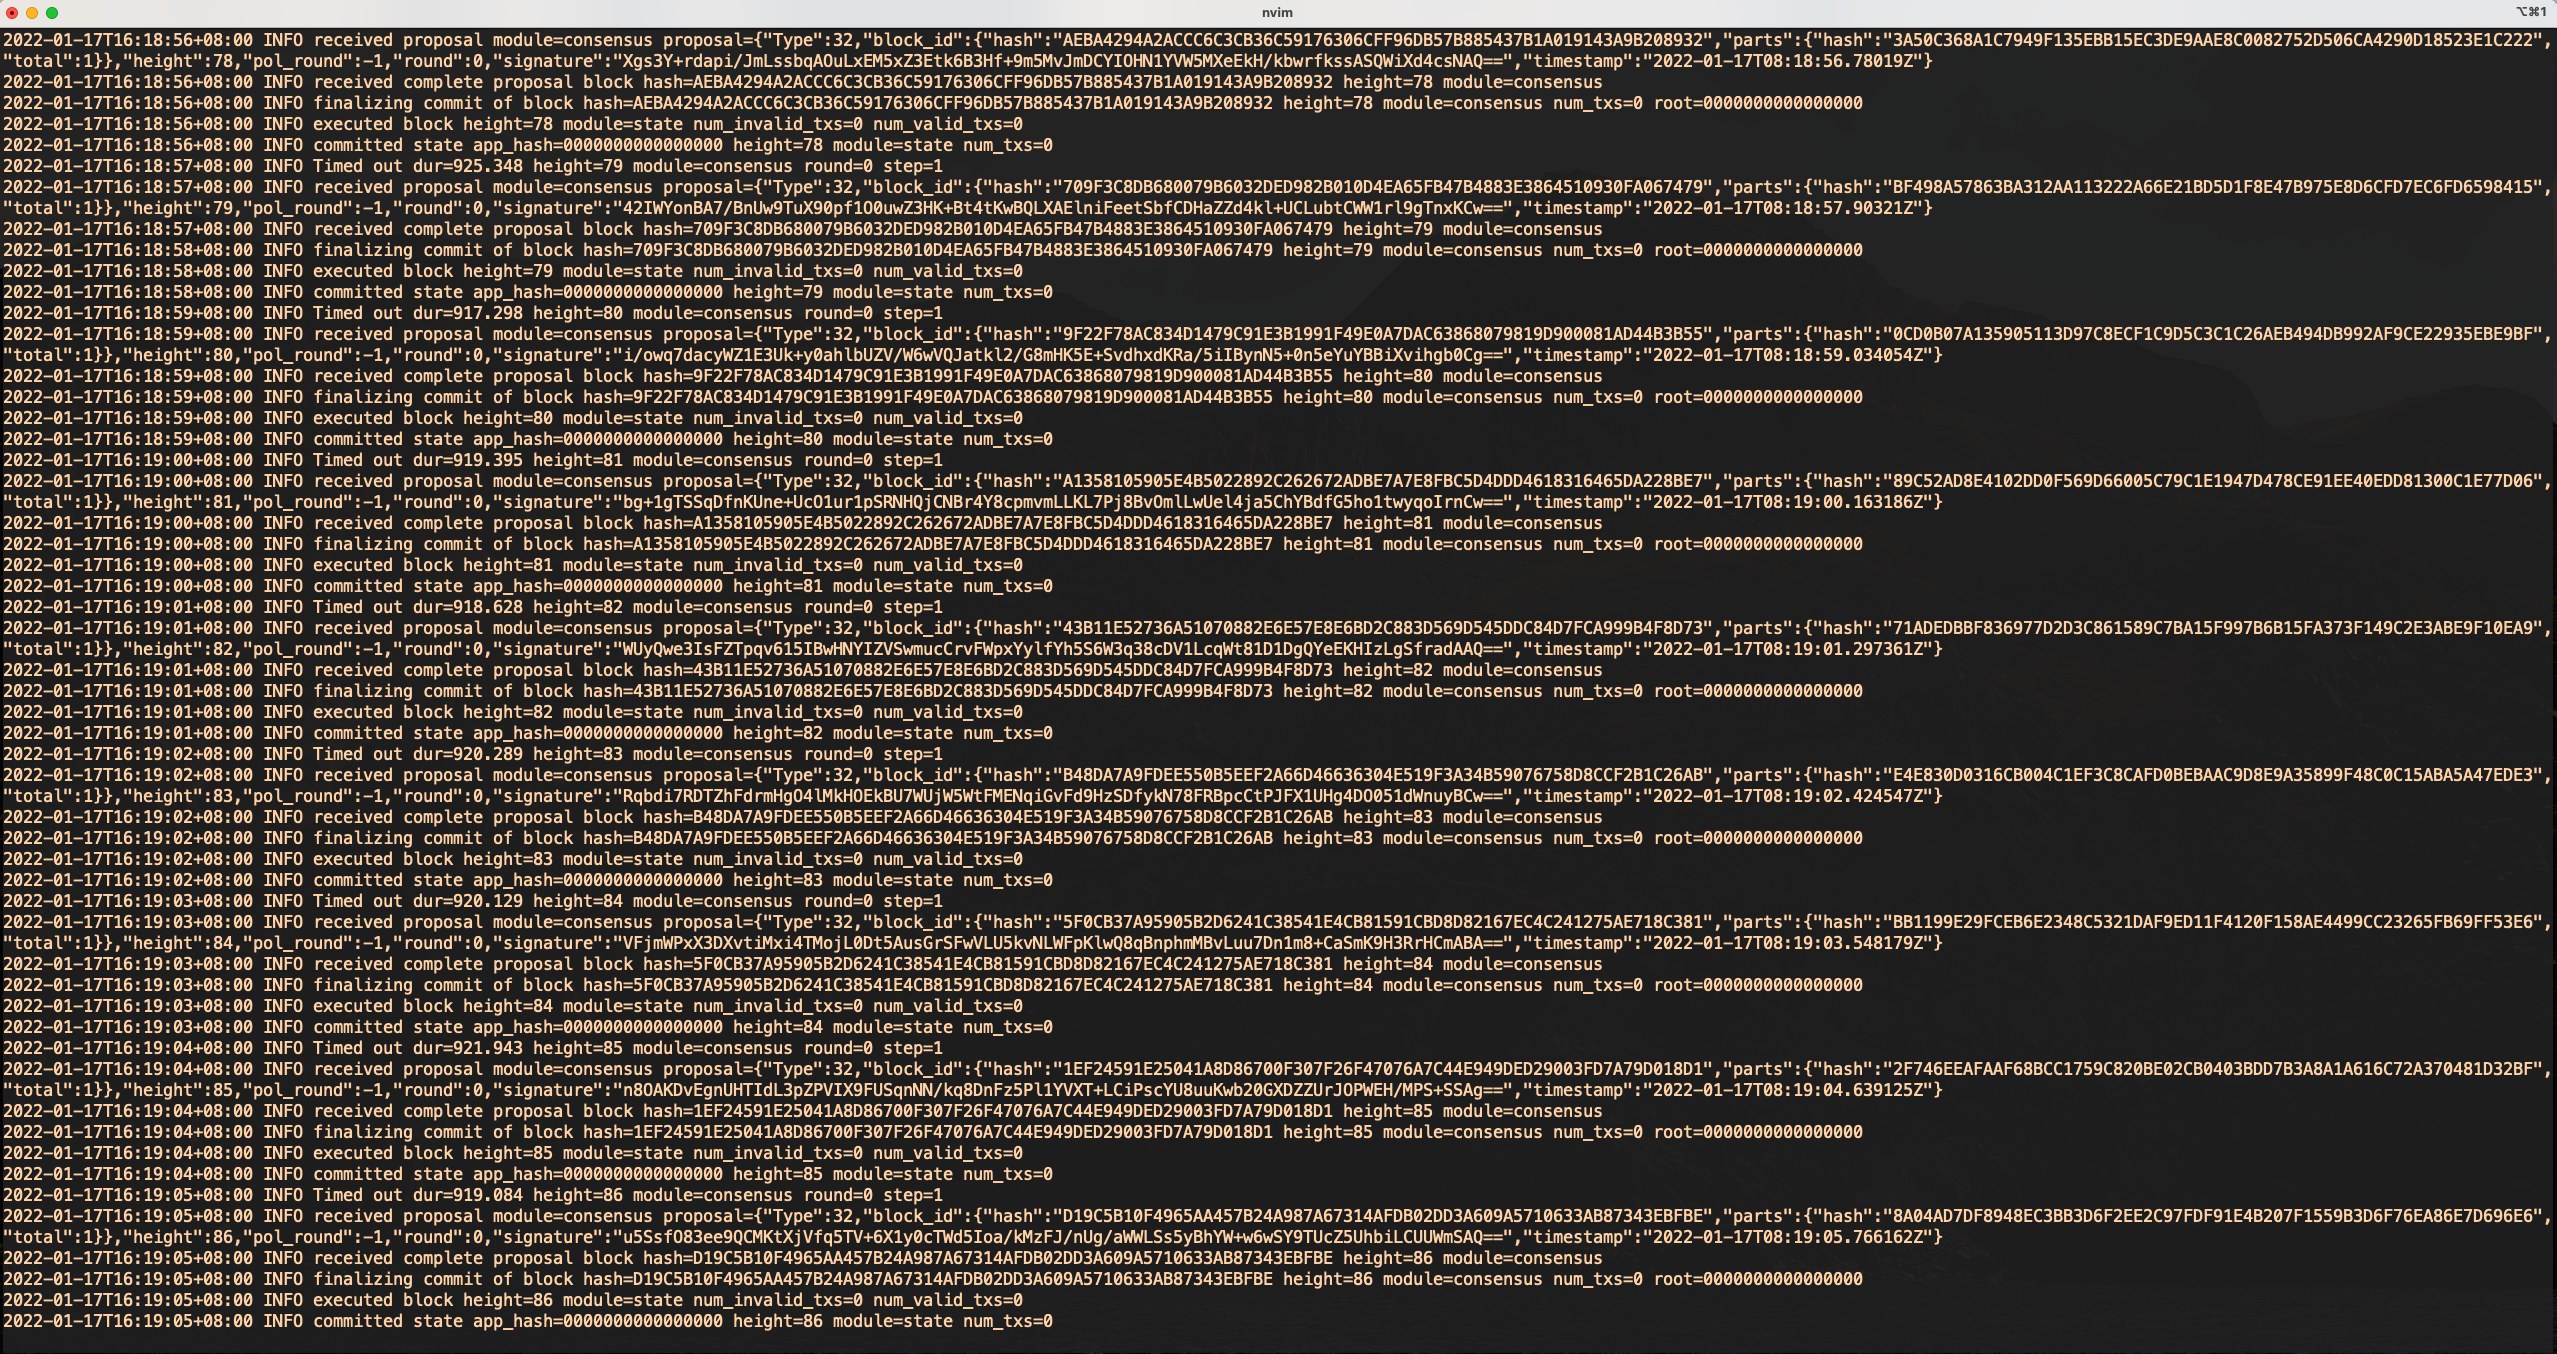 nvim
⌥⌘1
2022-01-17T16:18:56+08:00 INFO received proposal module=consensus proposal={"Type":32,"block_id":{"hash":"AEBA4294A2ACCC6C3CB36C59176306CFF96DB57B885437B1A019143A9B208932","parts":{"hash":"3A50C368A1C7949F135EBB15EC3DE9AAE8C0082752D506CA4290D18523E1C222",
"total":1}},"height":78,"pol_round":-1,"round":0,"signature":"Xgs3Y+rdapi/JmLssbqAOuLxEM5xZ3Etk6B3Hf+9m5MvJmDCYIOHN1YVW5MXeEkH/kbwrfkssASQWiXd4csNAQ==","timestamp":"2022-01-17T08:18:56.78019Z"}
2022-01-17T16:18:56+08:00 INFO received complete proposal block hash=AEBA4294A2ACCC6C3CB36C59176306CFF96DB57B885437B1A019143A9B208932 height=78 module=consensus
2022-01-17T16:18:56+08:00 INFO finalizing commit of block hash=AEBA4294A2ACCC6C3CB36C59176306CFF96DB57B885437B1A019143A9B208932 height=78 module=consensus num_txs=0 root=0000000000000000
2022-01-17T16:18:56+08:00 INFO executed block height=78 module=state num_invalid_txs=0 num_valid_txs=0
2022-01-17T16:18:56+08:00 INFO committed state app_hash=0000000000000000 height=78 module=state num_txs=0
2022-01-17T16:18:57+08:00 INFO Timed out dur=925.348 height=79 module=consensus round=0 step=1
2022-01-17T16:18:57+08:00 INFO received proposal module=consensus proposal={"Type":32,"block_id":{"hash":"709F3C8DB680079B6032DED982B010D4EA65FB47B4883E3864510930FA067479","parts":{"hash":"BF498A57863BA312AA113222A66E21BD5D1F8E47B975E8D6CFD7EC6FD6598415",
"total":1}},"height":79,"pol_round":-1,"round":0,"signature":"42IWYonBA7/BnUw9TuX90pf1O0uwZ3HK+Bt4tKwBQLXAElniFeetSbfCDHaZZd4kl+UCLubtCWW1rl9gTnxKCw==","timestamp":"2022-01-17T08:18:57.90321Z"}
2022-01-17T16:18:57+08:00 INFO received complete proposal block hash=709F3C8DB680079B6032DED982B010D4EA65FB47B4883E3864510930FA067479 height=79 module=consensus
2022-01-17T16:18:58+08:00 INFO finalizing commit of block hash=709F3C8DB680079B6032DED982B010D4EA65FB47B4883E3864510930FA067479 height=79 module=consensus num_txs=0 root=0000000000000000
2022-01-17T16:18:58+08:00 INFO executed block height=79 module=state num_invalid_txs=0 num_valid_txs=0
2022-01-17T16:18:58+08:00 INFO committed state app_hash=0000000000000000 height=79 module=state num_txs=0
2022-01-17T16:18:59+08:00 INFO Timed out dur=917.298 height=80 module=consensus round=0 step=1
2022-01-17T16:18:59+08:00 INFO received proposal module=consensus proposal={"Type":32,"block_id":{"hash":"9F22F78AC834D1479C91E3B1991F49E0A7DAC63868079819D900081AD44B3B55","parts":{"hash":"0CD0B07A135905113D97C8ECF1C9D5C3C1C26AEB494DB992AF9CE22935EBE9BF",
"total":1}},"height":80,"pol_round":-1,"round":0,"signature":"i/owq7dacyWZ1E3Uk+y0ahlbUZV/W6wVQJatkl2/G8mHK5E+SvdhxdKRa/5iIBynN5+0n5eYuYBBiXvihgb0Cg==","timestamp":"2022-01-17T08:18:59.034054Z"}
2022-01-17T16:18:59+08:00 INFO received complete proposal block hash=9F22F78AC834D1479C91E3B1991F49E0A7DAC63868079819D900081AD44B3B55 height=80 module=consensus
2022-01-17T16:18:59+08:00 INFO finalizing commit of block hash=9F22F78AC834D1479C91E3B1991F49E0A7DAC63868079819D900081AD44B3B55 height=80 module=consensus num_txs=0 root=0000000000000000
2022-01-17T16:18:59+08:00 INFO executed block height=80 module=state num_invalid_txs=0 num_valid_txs=0
2022-01-17T16:18:59+08:00 INFO committed state app_hash=0000000000000000 height=80 module=state num_txs=0
2022-01-17T16:19:00+08:00 INFO Timed out dur=919.395 height=81 module=consensus round=0 step=1
2022-01-17T16:19:00+08:00 INFO received proposal module=consensus proposal={"Type":32,"block_id":{"hash":"A1358105905E4B5022892C262672ADBE7A7E8FBC5D4DDD4618316465DA228BE7","parts":{"hash":"89C52AD8E4102DD0F569D66005C79C1E1947D478CE91EE40EDD81300C1E77D06",
"total":1}},"height":81,"pol_round":-1,"round":0,"signature":"bg+1gTSSqDfnKUne+UcO1ur1pSRNHQjCNBr4Y8cpmvmLLKL7Pj8BvOmlLwUel4ja5ChYBdfG5ho1twyqoIrnCw==","timestamp":"2022-01-17T08:19:00.163186Z"}
2022-01-17T16:19:00+08:00 INFO received complete proposal block hash=A1358105905E4B5022892C262672ADBE7A7E8FBC5D4DDD4618316465DA228BE7 height=81 module=consensus
2022-01-17T16:19:00+08:00 INFO finalizing commit of block hash=A1358105905E4B5022892C262672ADBE7A7E8FBC5D4DDD4618316465DA228BE7 height=81 module=consensus num_txs=0 root=0000000000000000
2022-01-17T16:19:00+08:00 INFO executed block height=81 module=state num_invalid_txs=0 num_valid_txs=0
2022-01-17T16:19:00+08:00 INFO committed state app_hash=0000000000000000 height=81 module=state num_txs=0
2022-01-17T16:19:01+08:00 INFO Timed out dur=918.628 height=82 module=consensus round=0 step=1
2022-01-17T16:19:01+08:00 INFO received proposal module=consensus proposal={"Type":32,"block_id":{"hash":"43B11E52736A51070882E6E57E8E6BD2C883D569D545DDC84D7FCA999B4F8D73","parts":{"hash":"71ADEDBBF836977D2D3C861589C7BA15F997B6B15FA373F149C2E3ABE9F10EA9",
"total":1}},"height":82,"pol_round":-1,"round":0,"signature":"WUyQwe3IsFZTpqv615IBwHNYIZVSwmucCrvFWpxYylfYh5S6W3q38cDV1LcqWt81D1DgQYeEKHIzLgSfradAAQ==","timestamp":"2022-01-17T08:19:01.297361Z"}
2022-01-17T16:19:01+08:00 INFO received complete proposal block hash=43B11E52736A51070882E6E57E8E6BD2C883D569D545DDC84D7FCA999B4F8D73 height=82 module=consensus
2022-01-17T16:19:01+08:00 INFO finalizing commit of block hash=43B11E52736A51070882E6E57E8E6BD2C883D569D545DDC84D7FCA999B4F8D73 height=82 module=consensus num_txs=0 root=0000000000000000
2022-01-17T16:19:01+08:00 INFO executed block height=82 module=state num_invalid_txs=0 num_valid_txs=0
2022-01-17T16:19:01+08:00 INFO committed state app_hash=0000000000000000 height=82 module=state num_txs=0
2022-01-17T16:19:02+08:00 INFO Timed out dur=920.289 height=83 module=consensus round=0 step=1
2022-01-17T16:19:02+08:00 INFO received proposal module=consensus proposal={"Type":32,"block_id":{"hash":"B48DA7A9FDEE550B5EEF2A66D46636304E519F3A34B59076758D8CCF2B1C26AB","parts":{"hash":"E4E830D0316CB004C1EF3C8CAFD0BEBAAC9D8E9A35899F48C0C15ABA5A47EDE3",
"total":1}},"height":83,"pol_round":-1,"round":0,"signature":"Rqbdi7RDTZhFdrmHgO4lMkHOEkBU7WUjW5WtFMENqiGvFd9HzSDfykN78FRBpcCtPJFX1UHg4DO051dWnuyBCw==","timestamp":"2022-01-17T08:19:02.424547Z"}
2022-01-17T16:19:02+08:00 INFO received complete proposal block hash=B48DA7A9FDEE550B5EEF2A66D46636304E519F3A34B59076758D8CCF2B1C26AB height=83 module=consensus
2022-01-17T16:19:02+08:00 INFO finalizing commit of block hash=B48DA7A9FDEE550B5EEF2A66D46636304E519F3A34B59076758D8CCF2B1C26AB height=83 module=consensus num_txs=0 root=0000000000000000
2022-01-17T16:19:02+08:00 INFO executed block height=83 module=state num_invalid_txs=0 num_valid_txs=0
2022-01-17T16:19:02+08:00 INFO committed state app_hash=0000000000000000 height=83 module=state num_txs=0
2022-01-17T16:19:03+08:00 INFO Timed out dur=920.129 height=84 module=consensus round=0 step=1
2022-01-17T16:19:03+08:00 INFO received proposal module=consensus proposal={"Type":32,"block_id":{"hash":"5F0CB37A95905B2D6241C38541E4CB81591CBD8D82167EC4C241275AE718C381","parts":{"hash":"BB1199E29FCEB6E2348C5321DAF9ED11F4120F158AE4499CC23265FB69FF53E6",
"total":1}},"height":84,"pol_round":-1,"round":0,"signature":"VFjmWPxX3DXvtiMxi4TMojL0Dt5AusGrSFwVLU5kvNLWFpKlwQ8qBnphmMBvLuu7Dn1m8+CaSmK9H3RrHCmABA==","timestamp":"2022-01-17T08:19:03.548179Z"}
2022-01-17T16:19:03+08:00 INFO received complete proposal block hash=5F0CB37A95905B2D6241C38541E4CB81591CBD8D82167EC4C241275AE718C381 height=84 module=consensus
2022-01-17T16:19:03+08:00 INFO finalizing commit of block hash=5F0CB37A95905B2D6241C38541E4CB81591CBD8D82167EC4C241275AE718C381 height=84 module=consensus num_txs=0 root=0000000000000000
2022-01-17T16:19:03+08:00 INFO executed block height=84 module=state num_invalid_txs=0 num_valid_txs=0
2022-01-17T16:19:03+08:00 INFO committed state app_hash=0000000000000000 height=84 module=state num_txs=0
2022-01-17T16:19:04+08:00 INFO Timed out dur=921.943 height=85 module=consensus round=0 step=1
2022-01-17T16:19:04+08:00 INFO received proposal module=consensus proposal={"Type":32,"block_id":{"hash":"1EF24591E25041A8D86700F307F26F47076A7C44E949DED29003FD7A79D018D1","parts":{"hash":"2F746EEAFAAF68BCC1759C820BE02CB0403BDD7B3A8A1A616C72A370481D32BF",
"total":1}},"height":85,"pol_round":-1,"round":0,"signature":"n8OAKDvEgnUHTIdL3pZPVIX9FUSqnNN/kq8DnFz5Pl1YVXT+LCiPscYU8uuKwb20GXDZZUrJOPWEH/MPS+SSAg==","timestamp":"2022-01-17T08:19:04.639125Z"}
2022-01-17T16:19:04+08:00 INFO received complete proposal block hash=1EF24591E25041A8D86700F307F26F47076A7C44E949DED29003FD7A79D018D1 height=85 module=consensus
2022-01-17T16:19:04+08:00 INFO finalizing commit of block hash=1EF24591E25041A8D86700F307F26F47076A7C44E949DED29003FD7A79D018D1 height=85 module=consensus num_txs=0 root=0000000000000000
2022-01-17T16:19:04+08:00 INFO executed block height=85 module=state num_invalid_txs=0 num_valid_txs=0
2022-01-17T16:19:04+08:00 INFO committed state app_hash=0000000000000000 height=85 module=state num_txs=0
2022-01-17T16:19:05+08:00 INFO Timed out dur=919.084 height=86 module=consensus round=0 step=1
2022-01-17T16:19:05+08:00 INFO received proposal module=consensus proposal={"Type":32,"block_id":{"hash":"D19C5B10F4965AA457B24A987A67314AFDB02DD3A609A5710633AB87343EBFBE","parts":{"hash":"8A04AD7DF8948EC3BB3D6F2EE2C97FDF91E4B207F1559B3D6F76EA86E7D696E6",
"total":1}},"height":86,"pol_round":-1,"round":0,"signature":"u5SsfO83ee9QCMKtXjVfq5TV+6X1y0cTWd5Ioa/kMzFJ/nUg/aWWLSs5yBhYW+w6wSY9TUcZ5UhbiLCUUWmSAQ==","timestamp":"2022-01-17T08:19:05.766162Z"}
2022-01-17T16:19:05+08:00 INFO received complete proposal block hash=D19C5B10F4965AA457B24A987A67314AFDB02DD3A609A5710633AB87343EBFBE height=86 module=consensus
2022-01-17T16:19:05+08:00 INFO finalizing commit of block hash=D19C5B10F4965AA457B24A987A67314AFDB02DD3A609A5710633AB87343EBFBE height=86 module=consensus num_txs=0 root=0000000000000000
2022-01-17T16:19:05+08:00 INFO executed block height=86 module=state num_invalid_txs=0 num_valid_txs=0
2022-01-17T16:19:05+08:00 INFO committed state app_hash=0000000000000000 height=86 module=state num_txs=0